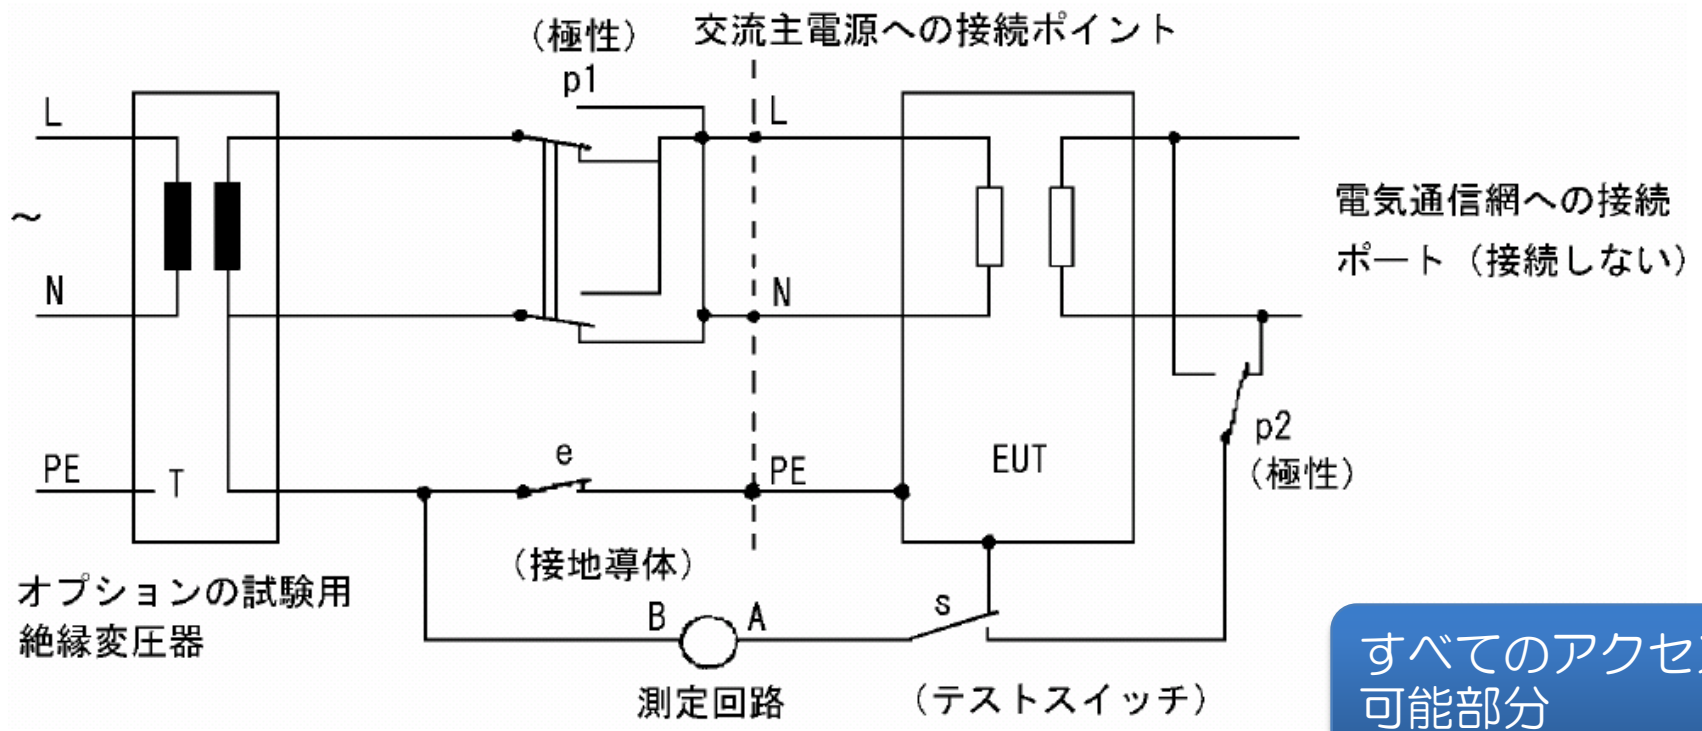 （極性）
p1
交流主電源への接続ポイント
L
L
電気通信網への接続
ポート（接続しない）
～
N
N
p2
（極性）
PE
T
e
PE
EUT
（接地導体）
オプションの試験用
絶縁変圧器
B
A
s
測定回路
（テストスイッチ）
すべてのアクセ
可能部分